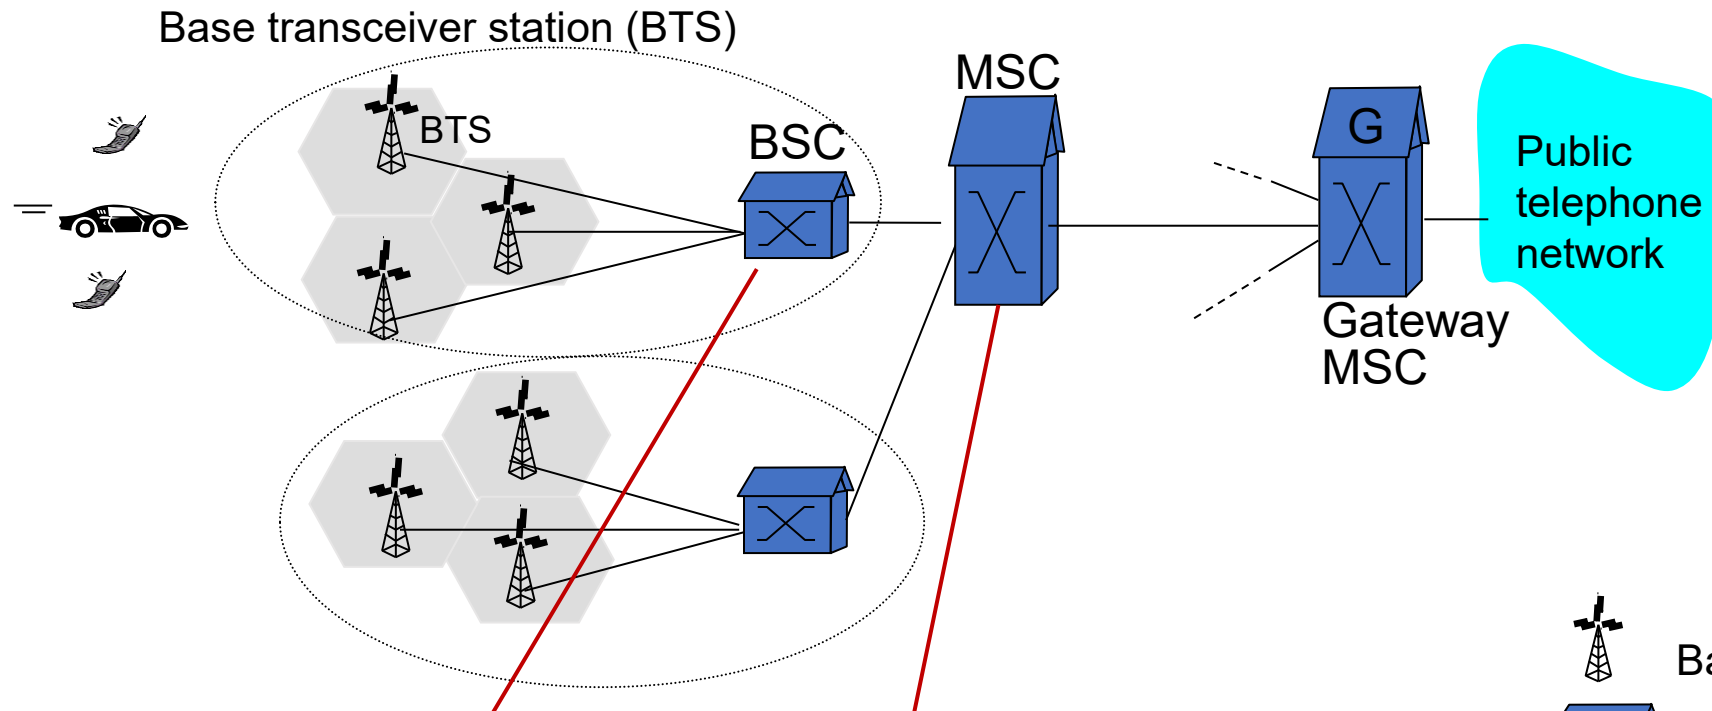 Base transceiver station (BTS)
MSC
BTS
BSC
G
Public
telephone
network
Gateway
MSC